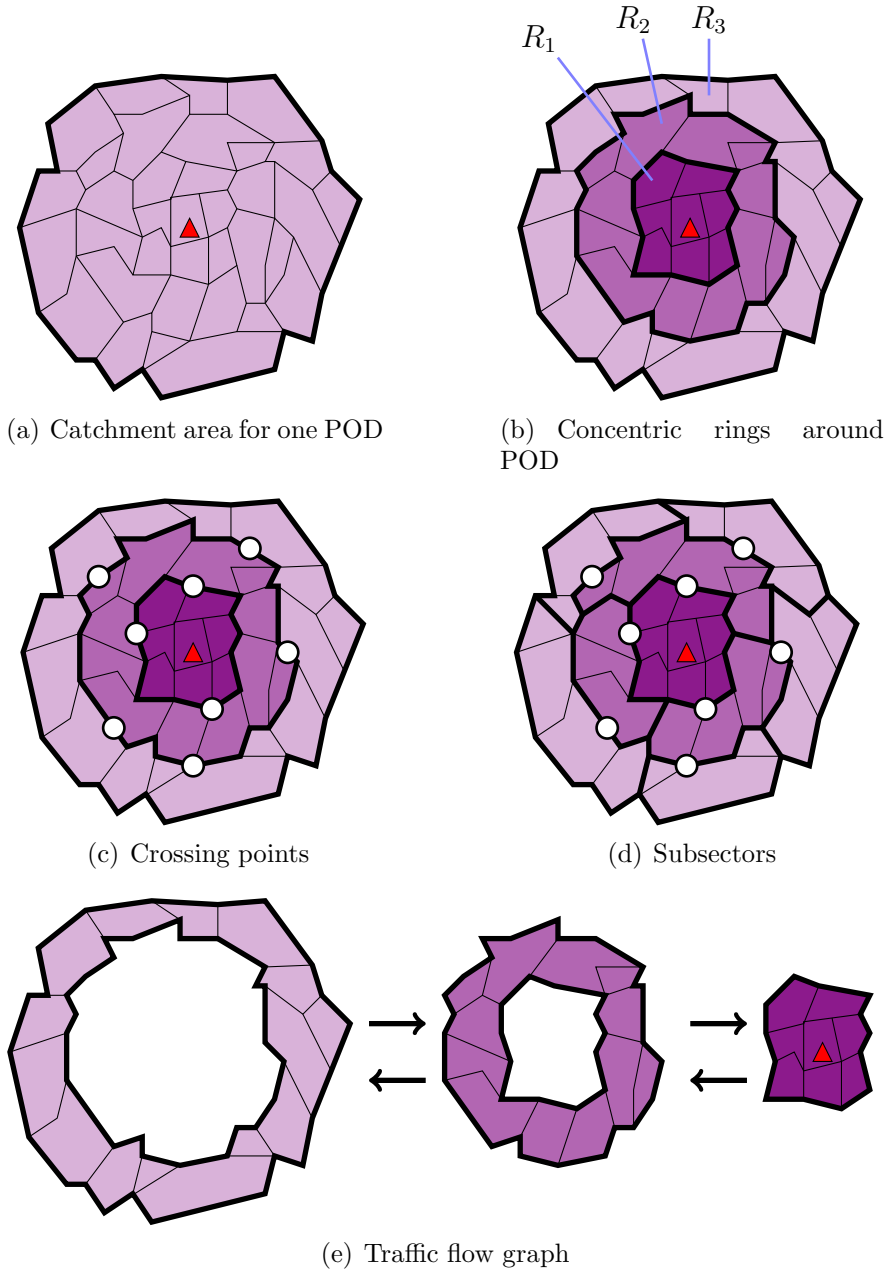 R1
R2
R3
(a) Catchment area for one POD
(b) Concentric rings around
POD
(c) Crossing points
(d) Subsectors
(e) Traffic flow graph